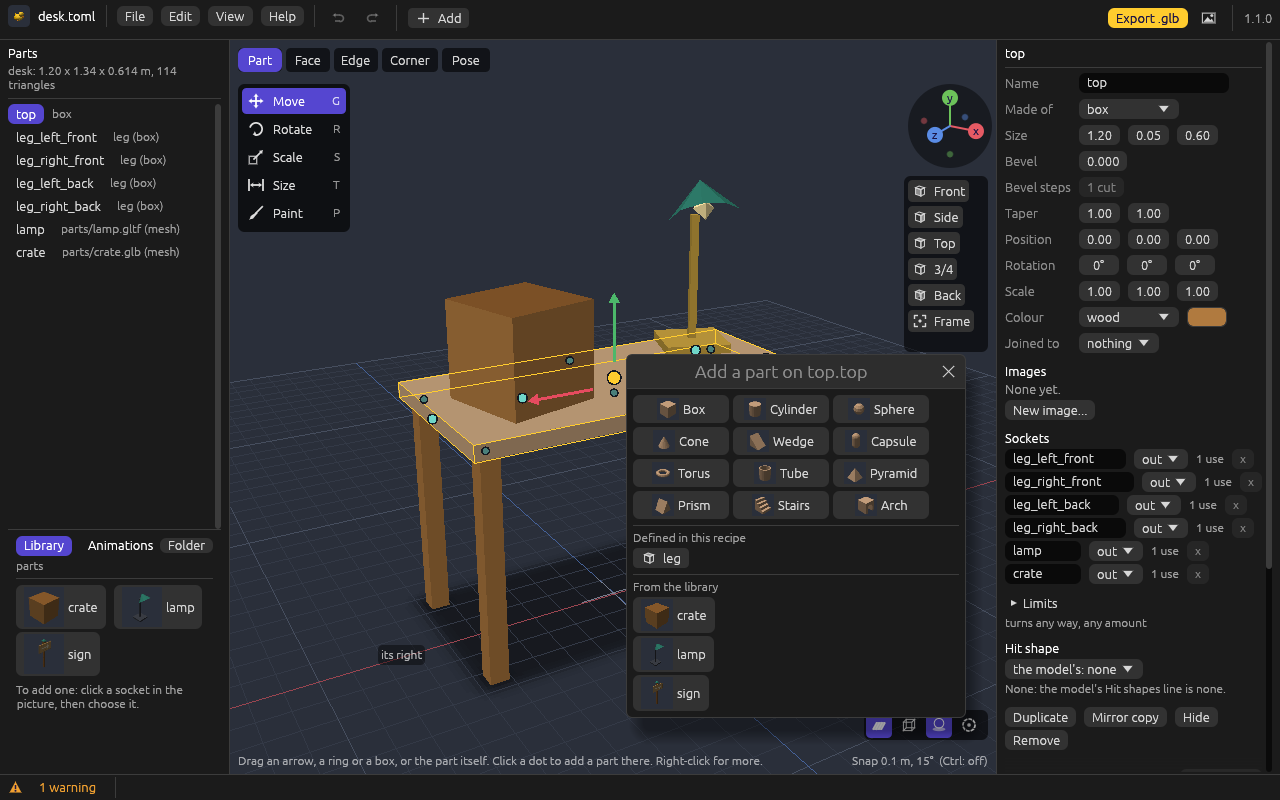 desk.toml File Edit View Help Add Export .glb 1.1.0
Parts
desk: 1.20 x 1.34 x 0.614 m, 114
triangles
top box
leg_left_front leg (box)
leg_right_front leg (box)
leg_left_back leg (box)
leg_right_back leg (box)
lamp parts/lamp.gltf (mesh)
crate parts/crate.glb (mesh)
Library Animations Folder
parts
crate lamp
sign
To add one: click a socket in the
picture, then choose it.
Part Face Edge Corner Pose
Move G
Rotate R
Scale S
Size T
Paint P
y
x
z
Front
Side
Top
3/4
Back
Frame
its right
Add a part on top.top
Box Cylinder Sphere
Cone Wedge Capsule
Torus Tube Pyramid
Prism Stairs Arch
Defined in this recipe
leg
From the library
crate
lamp
sign
Drag an arrow, a ring or a box, or the part itself. Click a dot to add a part there. Right-click for more.
Snap 0.1 m, 15° (Ctrl: off)
top
Name top
Made of box
Size 1.20 0.05 0.60
Bevel 0.000
Bevel steps 1 cut
Taper 1.00 1.00
Position 0.00 0.00 0.00
Rotation 0° 0° 0°
Scale 1.00 1.00 1.00
Colour wood
Joined to nothing
Images
None yet.
New image...
Sockets
leg_left_front out 1 use x
leg_right_front out 1 use x
leg_left_back out 1 use x
leg_right_back out 1 use x
lamp out 1 use x
crate out 1 use x
Limits
turns any way, any amount
Hit shape
the model's: none
None: the model's Hit shapes line is none.
Duplicate Mirror copy Hide
Remove
1 warning